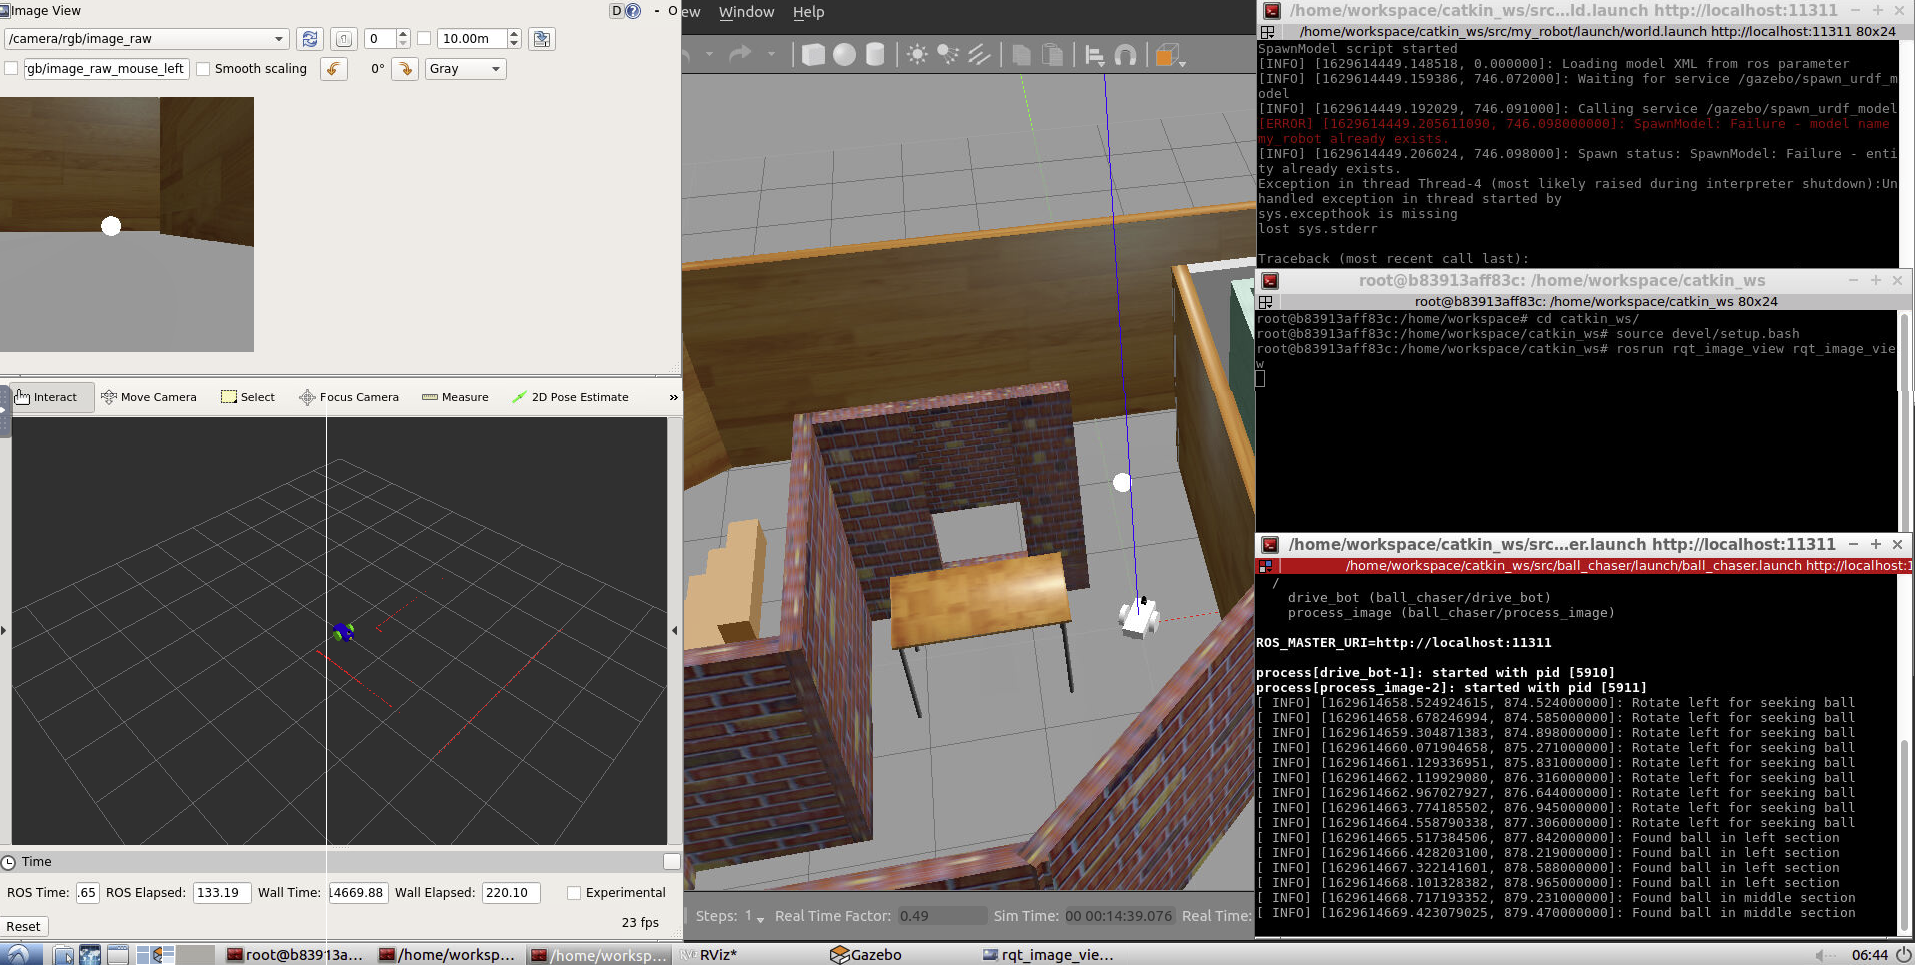 Image View
D
- O
/camera/rgb/image_raw
0
10.00m
gb/image_raw_mouse_left
Smooth scaling
0°
Gray
Interact
Move Camera
Select
Focus Camera
Measure
2D Pose Estimate
»
Time
ROS Time: .65 ROS Elapsed: 133.19 Wall Time: 4669.88 Wall Elapsed: 220.10 Experimental
Reset
23 fps
ew Window Help
Steps: 1 Real Time Factor: 0.49 Sim Time: 00 00:14:39.076 Real Time:
/home/workspace/catkin_ws/src...ld.launch http://localhost:11311
/home/workspace/catkin_ws/src/my_robot/launch/world.launch http://localhost:11311 80x24
SpawnModel script started
[INFO] [1629614449.148518, 0.000000]: Loading model XML from ros parameter
[INFO] [1629614449.159386, 746.072000]: Waiting for service /gazebo/spawn_urdf_m
odel
[INFO] [1629614449.192029, 746.091000]: Calling service /gazebo/spawn_urdf_model
[ERROR] [1629614449.205611090, 746.098000000]: SpawnModel: Failure - model name
my_robot already exists.
[INFO] [1629614449.206024, 746.098000]: Spawn status: SpawnModel: Failure - enti
ty already exists.
Exception in thread Thread-4 (most likely raised during interpreter shutdown):Un
handled exception in thread started by
sys.excepthook is missing
lost sys.stderr
Traceback (most recent call last):
root@b83913aff83c: /home/workspace/catkin_ws
root@b83913aff83c: /home/workspace/catkin_ws 80x24
root@b83913aff83c:/home/workspace# cd catkin_ws/
root@b83913aff83c:/home/workspace/catkin_ws# source devel/setup.bash
root@b83913aff83c:/home/workspace/catkin_ws# rosrun rqt_image_view rqt_image_vie
w
/home/workspace/catkin_ws/src...er.launch http://localhost:11311
/home/workspace/catkin_ws/src/ball_chaser/launch/ball_chaser.launch http://localhost:1
/
drive_bot (ball_chaser/drive_bot)
process_image (ball_chaser/process_image)
ROS_MASTER_URI=http://localhost:11311
process[drive_bot-1]: started with pid [5910]
process[process_image-2]: started with pid [5911]
[ INFO] [1629614658.524924615, 874.524000000]: Rotate left for seeking ball
[ INFO] [1629614658.678246994, 874.585000000]: Rotate left for seeking ball
[ INFO] [1629614659.304871383, 874.898000000]: Rotate left for seeking ball
[ INFO] [1629614660.071904658, 875.271000000]: Rotate left for seeking ball
[ INFO] [1629614661.129336951, 875.831000000]: Rotate left for seeking ball
[ INFO] [1629614662.119929080, 876.316000000]: Rotate left for seeking ball
[ INFO] [1629614662.967027927, 876.644000000]: Rotate left for seeking ball
[ INFO] [1629614663.774185502, 876.945000000]: Rotate left for seeking ball
[ INFO] [1629614664.558790338, 877.306000000]: Rotate left for seeking ball
[ INFO] [1629614665.517384506, 877.842000000]: Found ball in left section
[ INFO] [1629614666.428203100, 878.219000000]: Found ball in left section
[ INFO] [1629614667.322141601, 878.588000000]: Found ball in left section
[ INFO] [1629614668.101328382, 878.965000000]: Found ball in left section
[ INFO] [1629614668.717193352, 879.231000000]: Found ball in middle section
[ INFO] [1629614669.423079025, 879.470000000]: Found ball in middle section
root@b83913a... /home/worksp... /home/worksp... RViz* Gazebo rqt_image_vie... 06:44